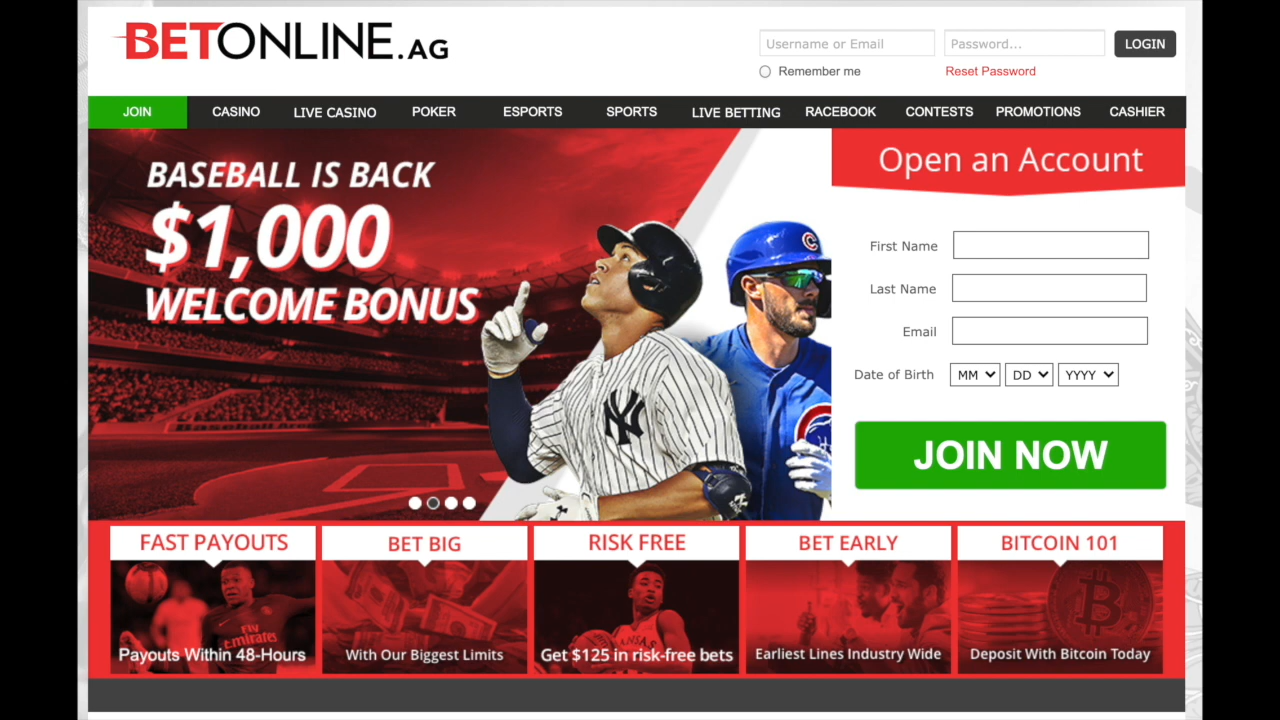 BETONLINE.AG
Username or Email
Password...
LOGIN
Remember me
Reset Password
JOIN
CASINO
LIVE CASINO
POKER
ESPORTS
SPORTS
LIVE BETTING
RACEBOOK
CONTESTS
PROMOTIONS
CASHIER
BASEBALL IS BACK
$1,000
WELCOME BONUS
Open an Account
First Name
Last Name
Email
Date of Birth
MM
DD
YYYY
JOIN NOW
FAST PAYOUTS
Fly
Emirates
Payouts Within 48-Hours
BET BIG
With Our Biggest Limits
RISK FREE
KANSAS
Get $125 in risk-free bets
BET EARLY
Earliest Lines Industry Wide
BITCOIN 101
Deposit With Bitcoin Today